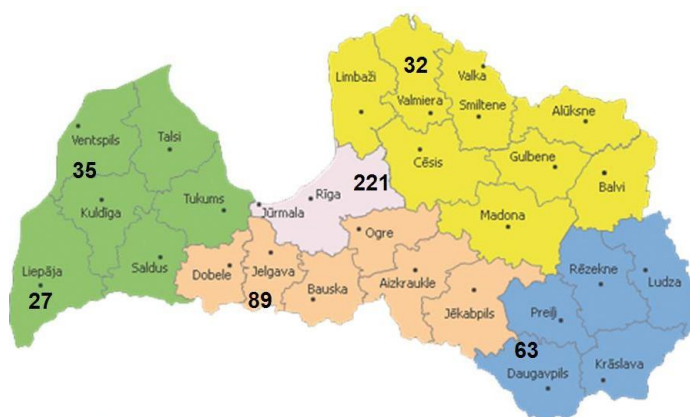 32
Limbaži
Valka
Valmiera
Smiltene
Alūksne
Ventspils
Talsi
Cēsis
Gulbene
35
Rīga
221
Balvi
Kuldīga
Tukums
Jūrmala
Madona
Ogre
Liepāja
Saldus
Dobele
Jelgava
Rēzekne
Ludza
27
89
Bauska
Aizkraukle
Jēkabpils
Preiļi
63
Krāslava
Daugavpils